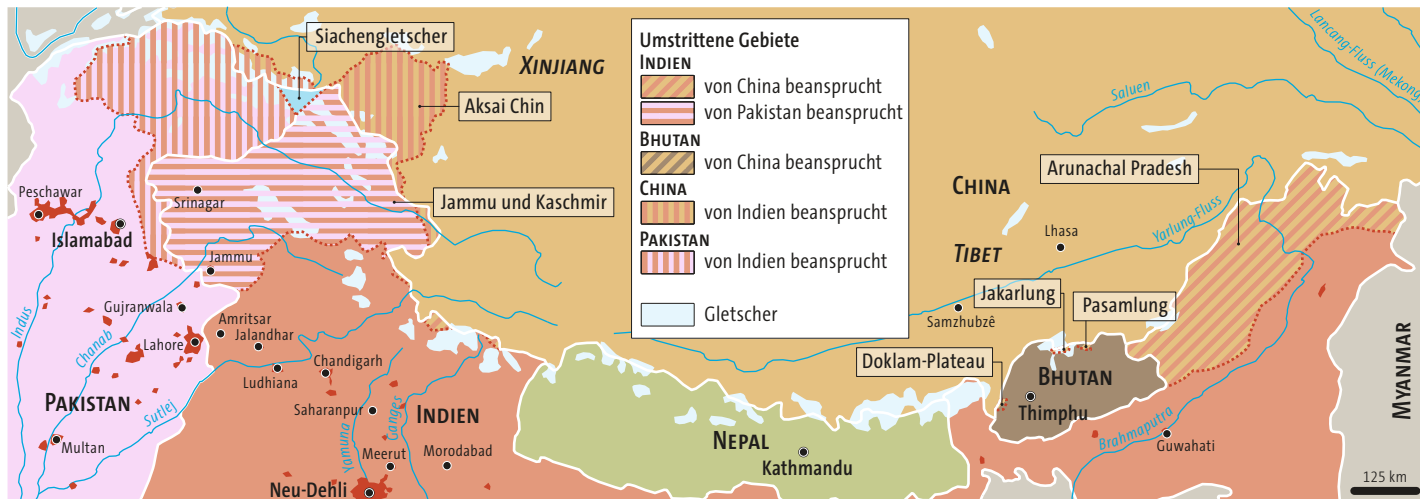 Siachengletscher
XINJIANG
Aksai Chin
Jammu und Kaschmir
Peschawar
Islamabad
Srinagar
Jammu
Gujranwala
Lahore
Amritsar
Jalandhar
Ludhiana
Chandigarh
Saharanpur
Indus
Chanab
Sutlej
PAKISTAN
Multan
INDIEN
Yamuna
Ganges
Meerut
Morodabad
Neu-Dehli
Umstrittene Gebiete
INDIEN
von China beansprucht
von Pakistan beansprucht
BHUTAN
von China beansprucht
CHINA
von Indien beansprucht
PAKISTAN
von Indien beansprucht
Gletscher
Lancang-Fluss (Mekong)
Saluen
Arunachal Pradesh
CHINA
TIBET
Lhasa
Yarlung-Fluss
Samzhubzê
Jakarlung
Pasamlung
Doklam-Plateau
BHUTAN
Thimphu
NEPAL
Kathmandu
Brahmaputra
Guwahati
MYANMAR
125 km